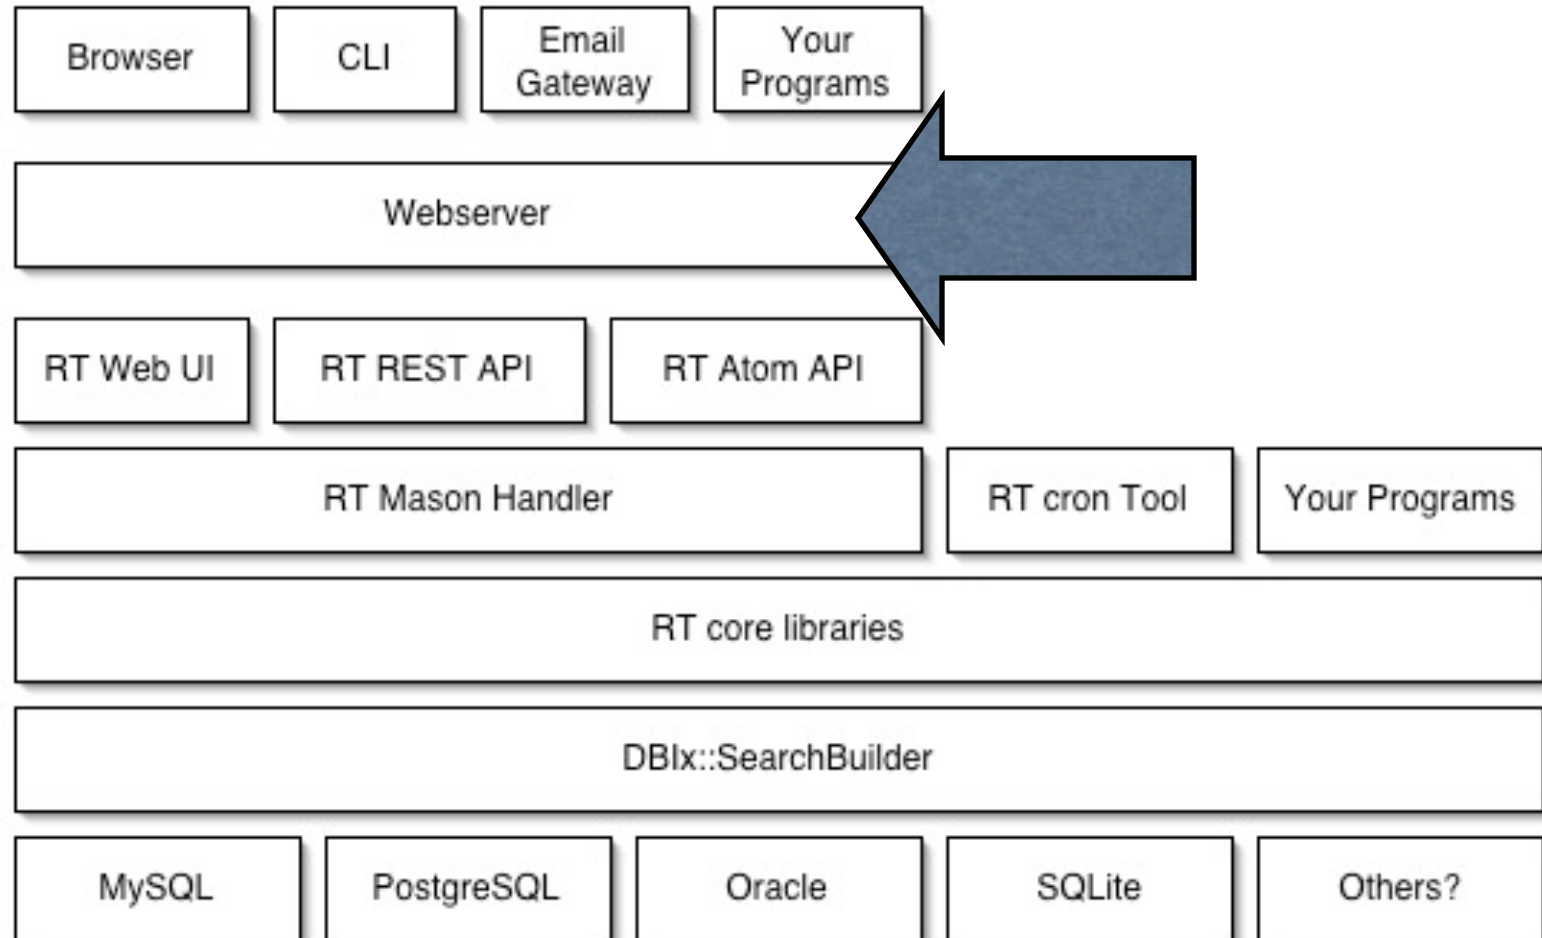 Browser
CLI
Email
Gateway
Your
Programs
Webserver
RT Web UI
RT REST API
RT Atom API
RT Mason Handler
RT cron Tool
Your Programs
RT core libraries
DBIx::SearchBuilder
MySQL
PostgreSQL
Oracle
SQLite
Others?